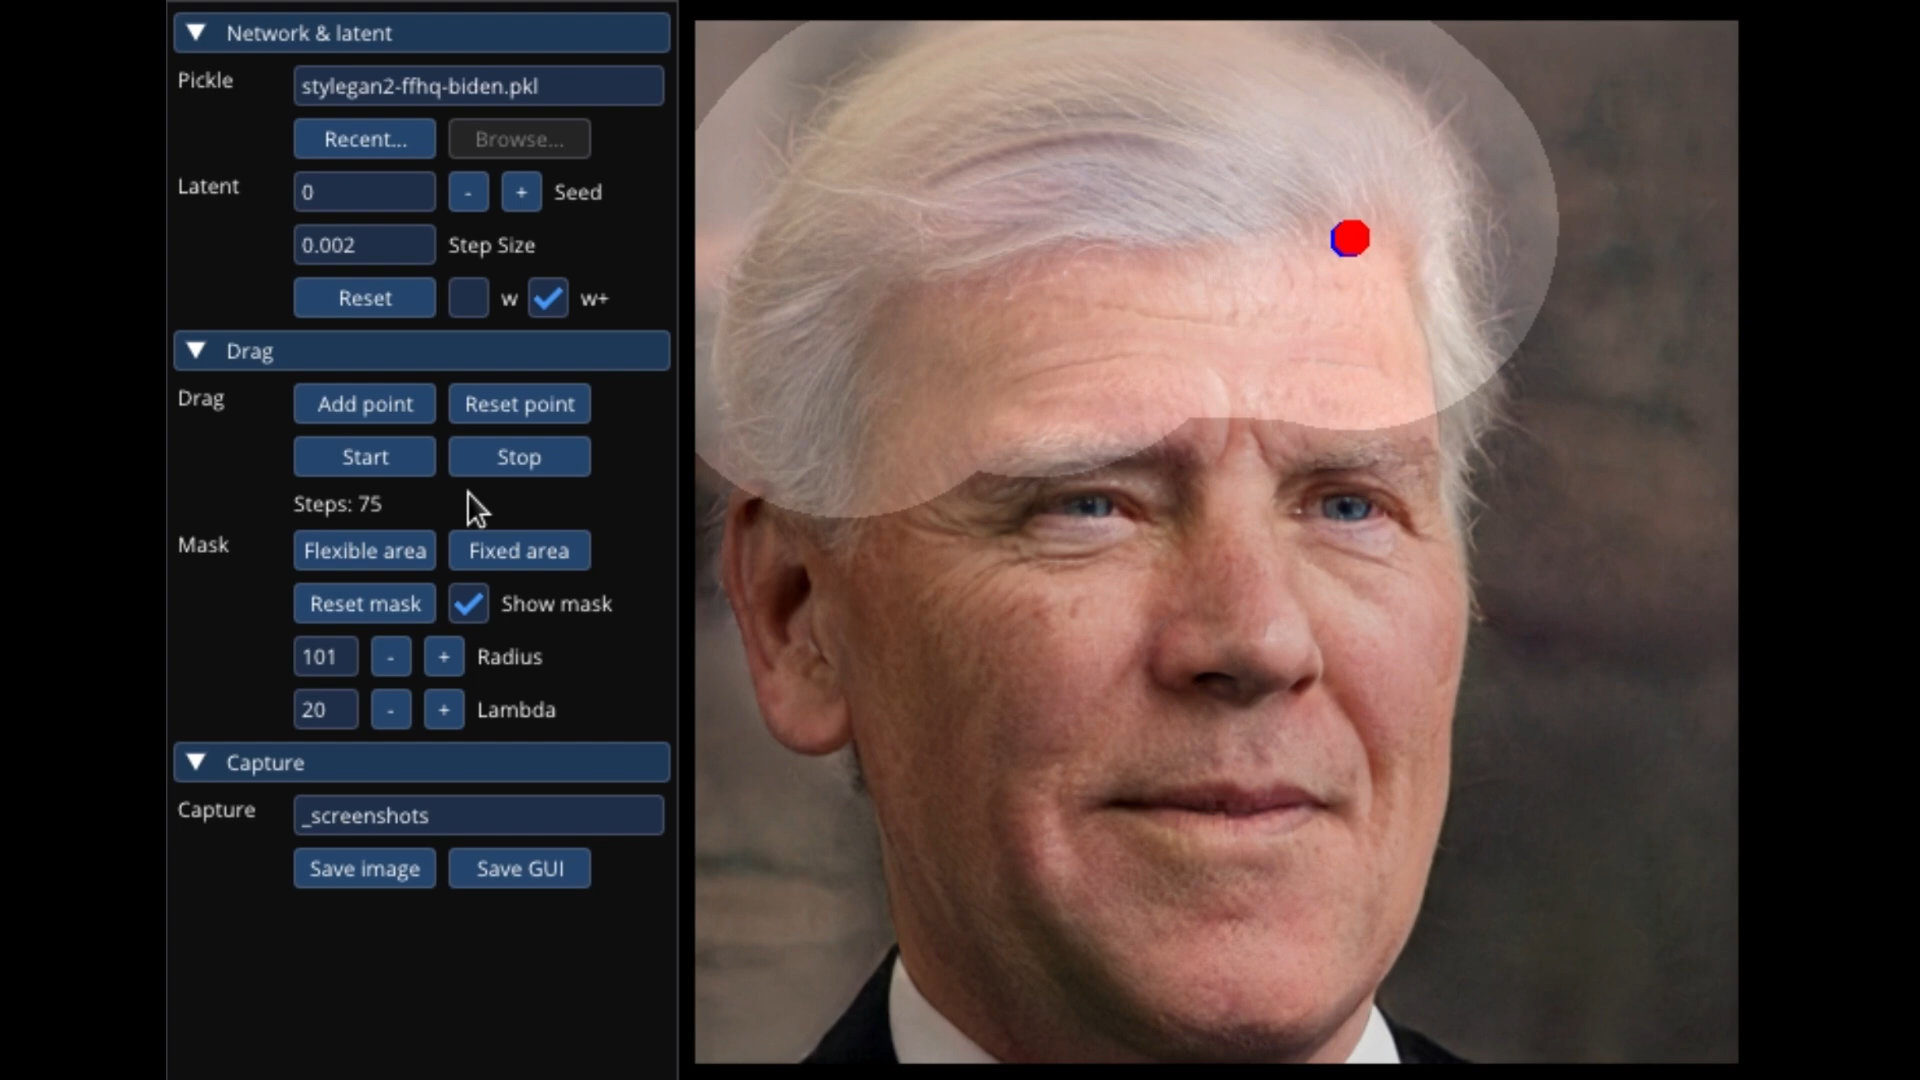 Network & latent
Pickle stylegan2-ffhq-biden.pkl
Recent... Browse...
Latent 0 - + Seed
0.002 Step Size
Reset w w+
Drag
Drag Add point Reset point
Start Stop
Steps: 75
Mask Flexible area Fixed area
Reset mask Show mask
101 - + Radius
20 - + Lambda
Capture
Capture _screenshots
Save image Save GUI